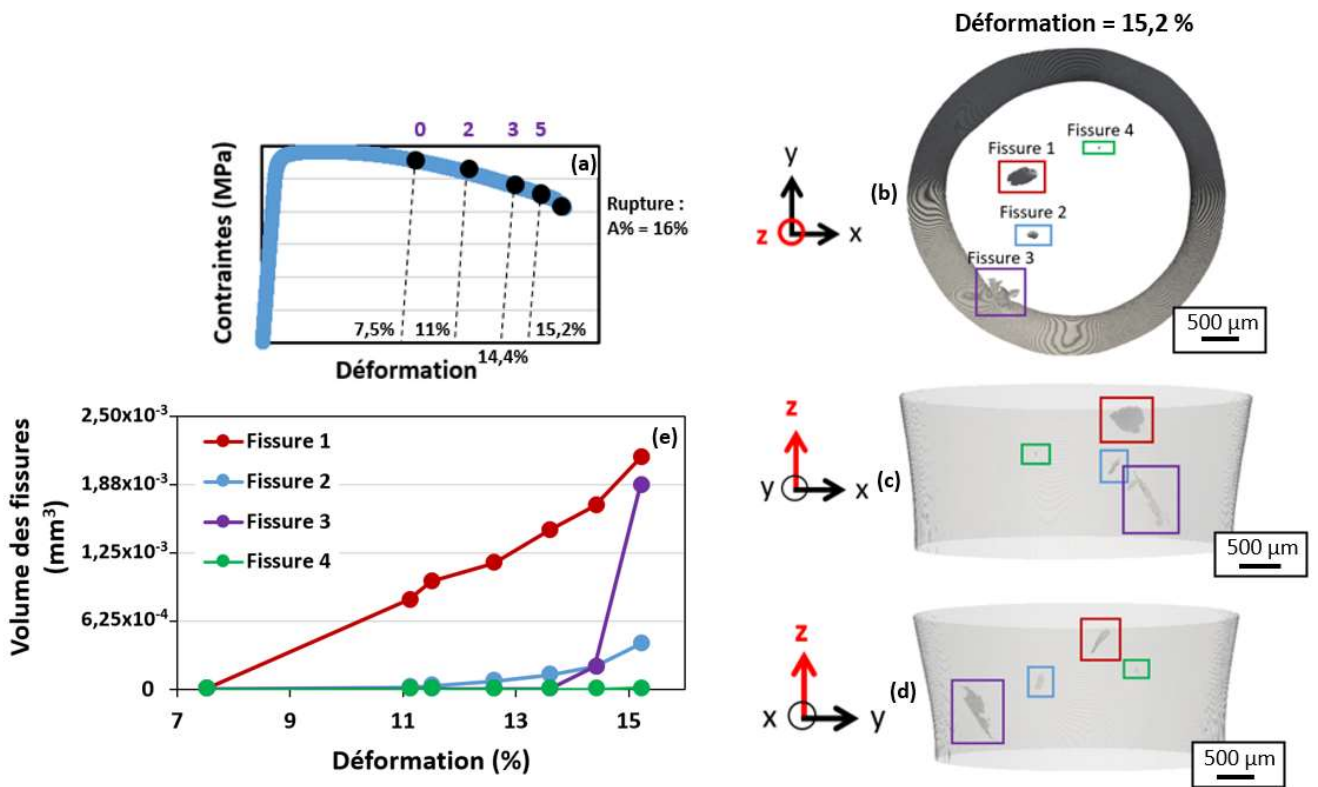 Déformation = 15,2 %
0 2 3 5
(a)
Contraintes (MPa)
Rupture :
A% = 16%
7,5% 11% 15,2%
14,4%
Déformation
y
z x
(b)
Fissure 4
Fissure 1
Fissure 2
Fissure 3
500 µm
z
y x
(c)
500 µm
z
x y
(d)
500 µm
Volume des fissures
(mm³)
2,50x10⁻³
1,88x10⁻³
1,25x10⁻³
6,25x10⁻⁴
0
(e)
Fissure 1
Fissure 2
Fissure 3
Fissure 4
7 9 11 13 15
Déformation (%)